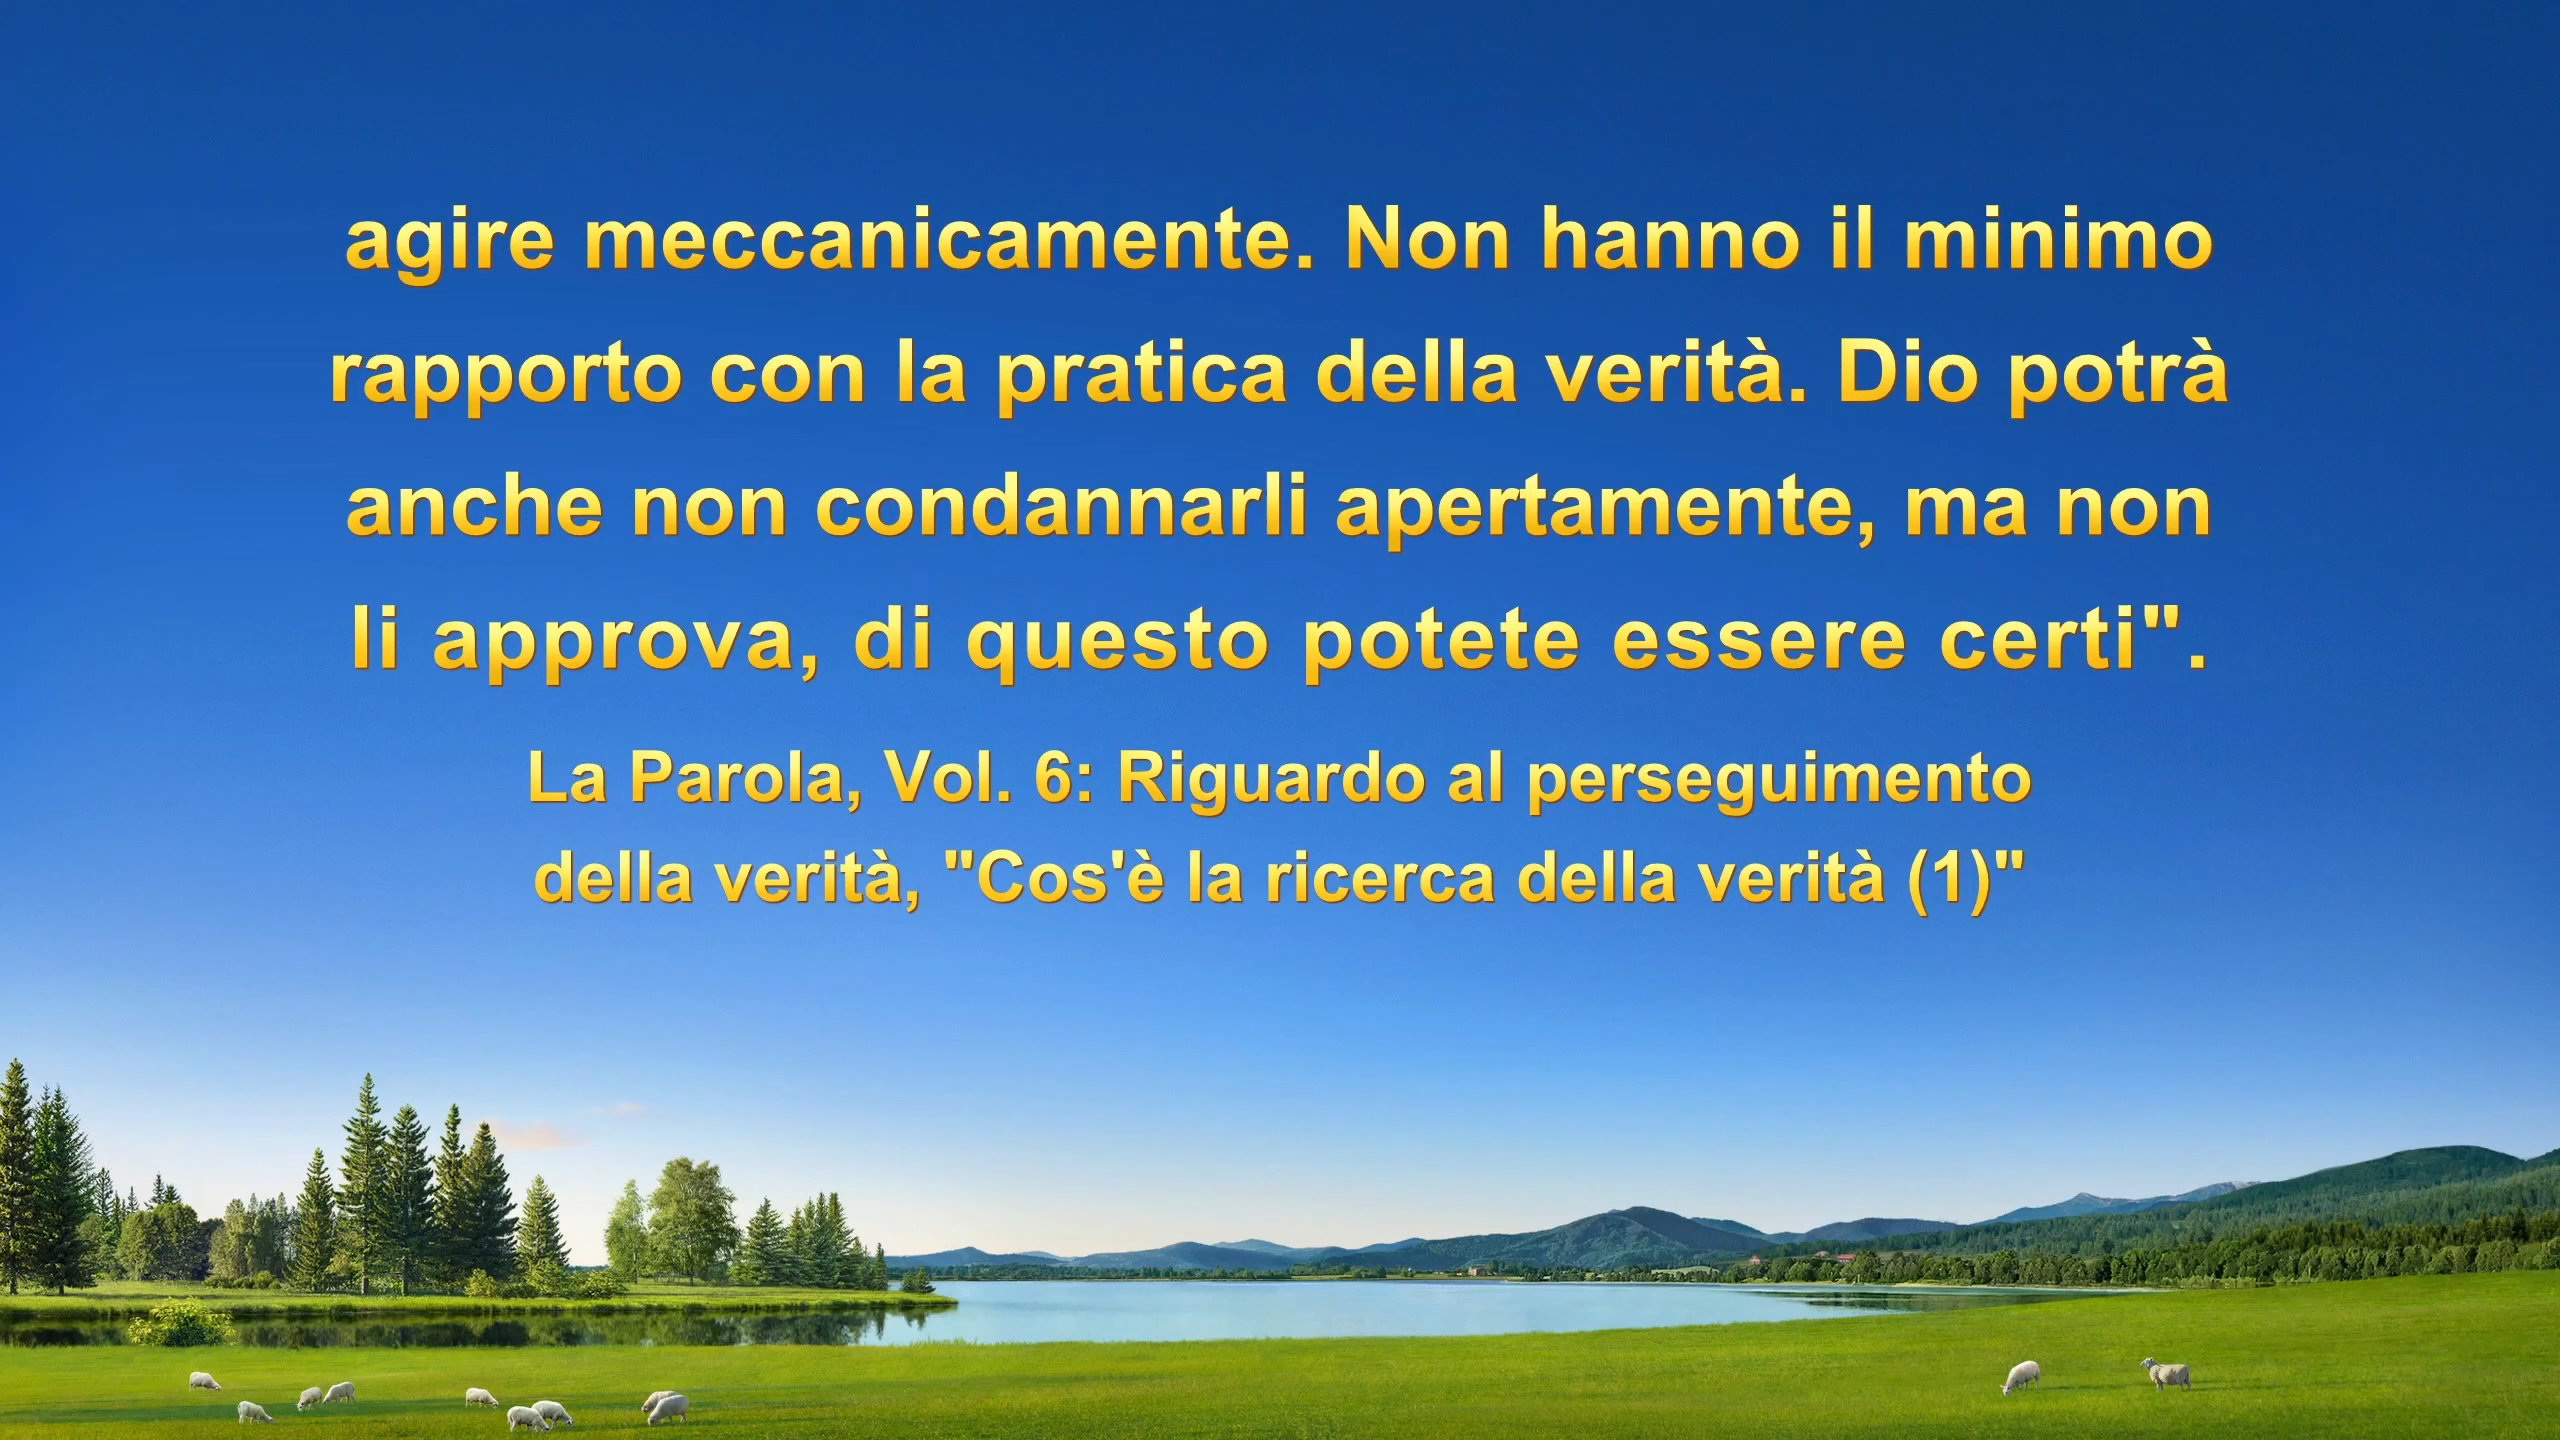 agire meccanicamente. Non hanno il minimo
rapporto con la pratica della verità. Dio potrà
anche non condannarli apertamente, ma non
li approva, di questo potete essere certi".
La Parola, Vol. 6: Riguardo al perseguimento
della verità, "Cos'è la ricerca della verità (1)"